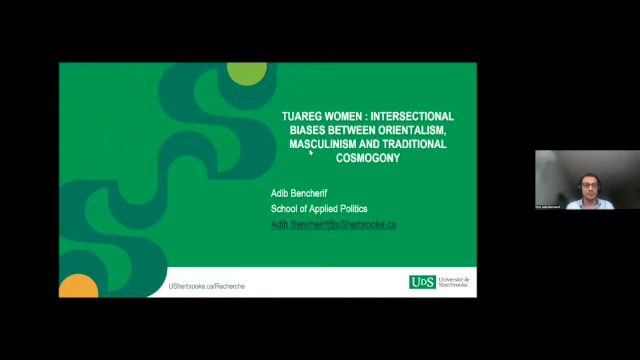 TUAREG WOMEN : INTERSECTIONAL
BIASES BETWEEN ORIENTALISM,
MASCULINISM AND TRADITIONAL
COSMOGONY
Adib Bencherif
School of Applied Politics
Adib.Bencherif@uSherbrooke.ca
USherbrooke.ca/Recherche
UDS Université de
Sherbrooke